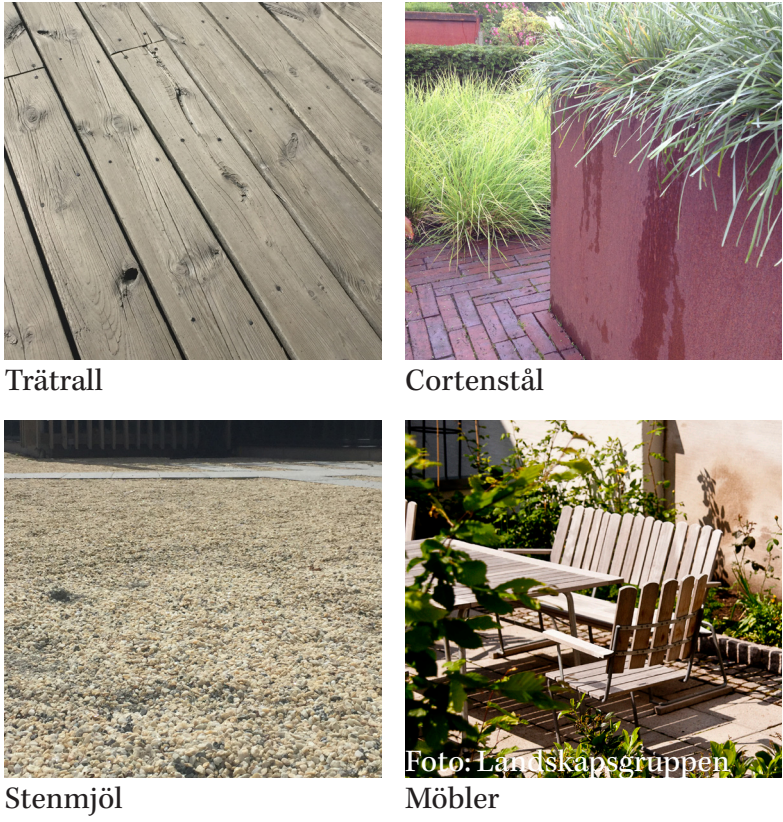 Trätrall
Cortenstål
Stenmjöl
Foto: Landskapsgruppen
Möbler